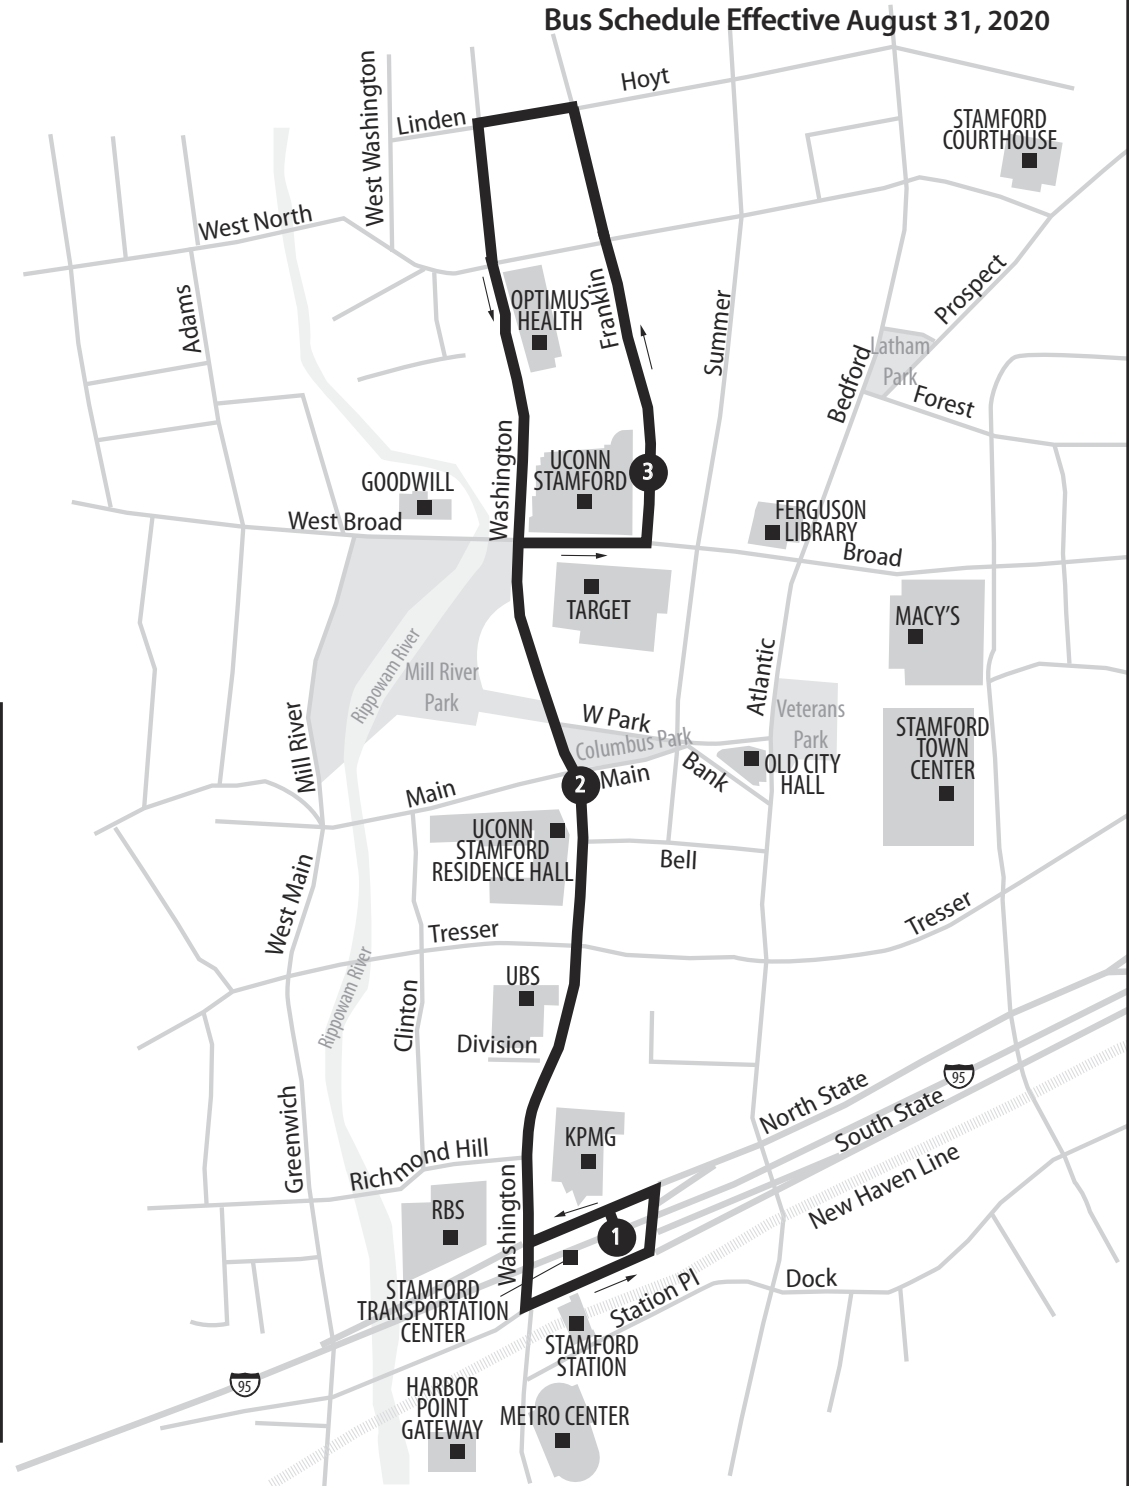 Bus Schedule Effective August 31, 2020
Hoyt
Linden
West Washington
STAMFORD
COURTHOUSE
West North
Adams
OPTIMUS
HEALTH
Franklin
Summer
Prospect
Latham
Park
Bedford
Forest
Washington
GOODWILL
UCONN
STAMFORD
3
West Broad
FERGUSON
LIBRARY
Broad
TARGET
MACY'S
Rippowam River
Mill River
Park
Atlantic
W Park
Veterans
Park
Columbus Park
Mill River
STAMFORD
TOWN
CENTER
OLD CITY
HALL
Bank
Main
2
Main
UCONN
STAMFORD
RESIDENCE HALL
Bell
West Main
Tresser
Tresser
UBS
Rippowam River
Clinton
Division
95
North State
South State
Greenwich
KPMG
Richmond Hill
New Haven Line
RBS
Washington
1
STAMFORD
TRANSPORTATION
CENTER
Station Pl
Dock
STAMFORD
STATION
95
HARBOR
POINT
GATEWAY
METRO CENTER